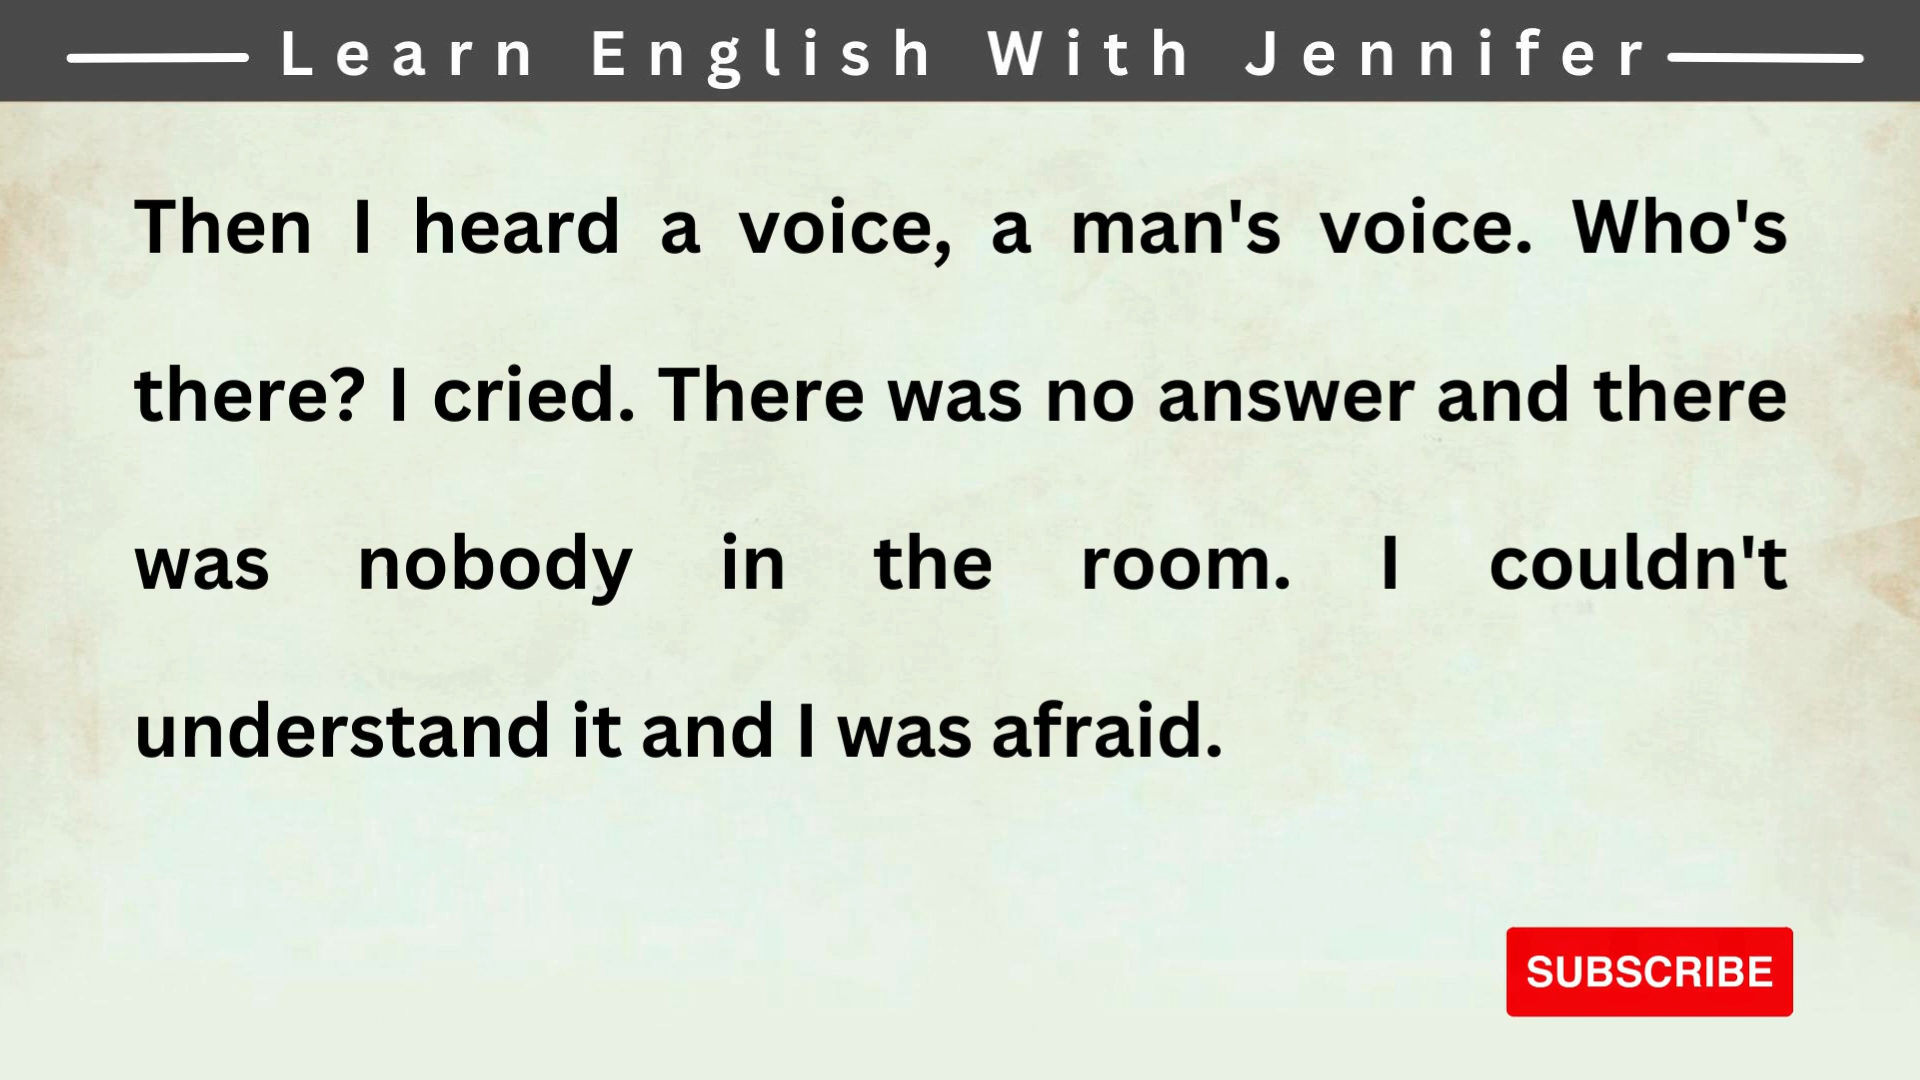 Learn English With Jennifer
Then I heard a voice, a man's voice. Who's
there? I cried. There was no answer and there
was nobody in the room. I couldn't
understand it and I was afraid.
SUBSCRIBE